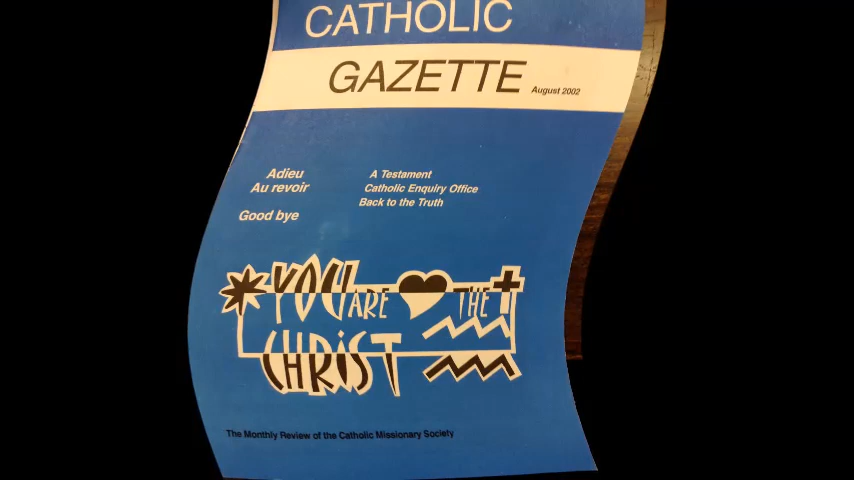 CATHOLIC
GAZETTE August 2002
Adieu
Au revoir
Good bye
A Testament
Catholic Enquiry Office
Back to the Truth
YOU ARE THE
CHRiST
The Monthly Review of the Catholic Missionary Society